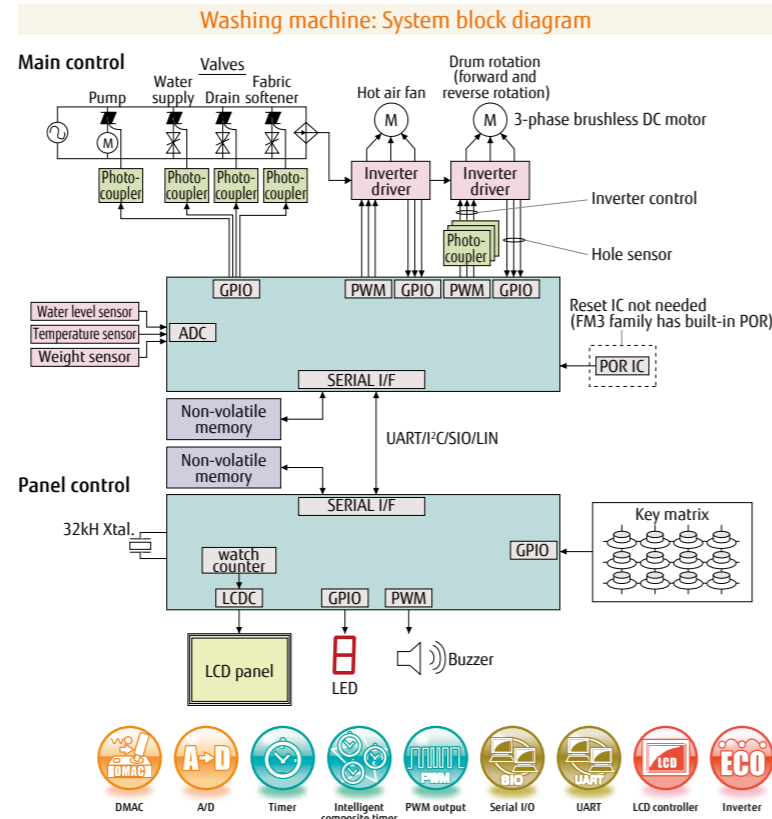 Washing machine: System block diagram
Main control
Valves
Pump
Water
supply
Drain
Fabric
softener
Hot air fan
Drum rotation
(forward and
reverse rotation)
M
M
M
3-phase brushless DC motor
Photo-
coupler
Photo-
coupler
Photo-
coupler
Photo-
coupler
Inverter
driver
Inverter
driver
Inverter control
Photo-
coupler
Hole sensor
GPIO
PWM
GPIO
PWM
GPIO
Water level sensor
Temperature sensor
Weight sensor
ADC
Reset IC not needed
(FM3 family has built-in POR)
POR IC
SERIAL I/F
Non-volatile
memory
UART/I²C/SIO/LIN
Non-volatile
memory
Panel control
SERIAL I/F
32kH Xtal.
Key matrix
GPIO
watch
counter
LCDC
GPIO
PWM
LCD panel
LED
Buzzer
DMAC
A▸D
PWM
SIO
UART
LCD
ECO
DMAC
A/D
Timer
Intelligent
composite timer
PWM output
Serial I/O
UART
LCD controller
Inverter